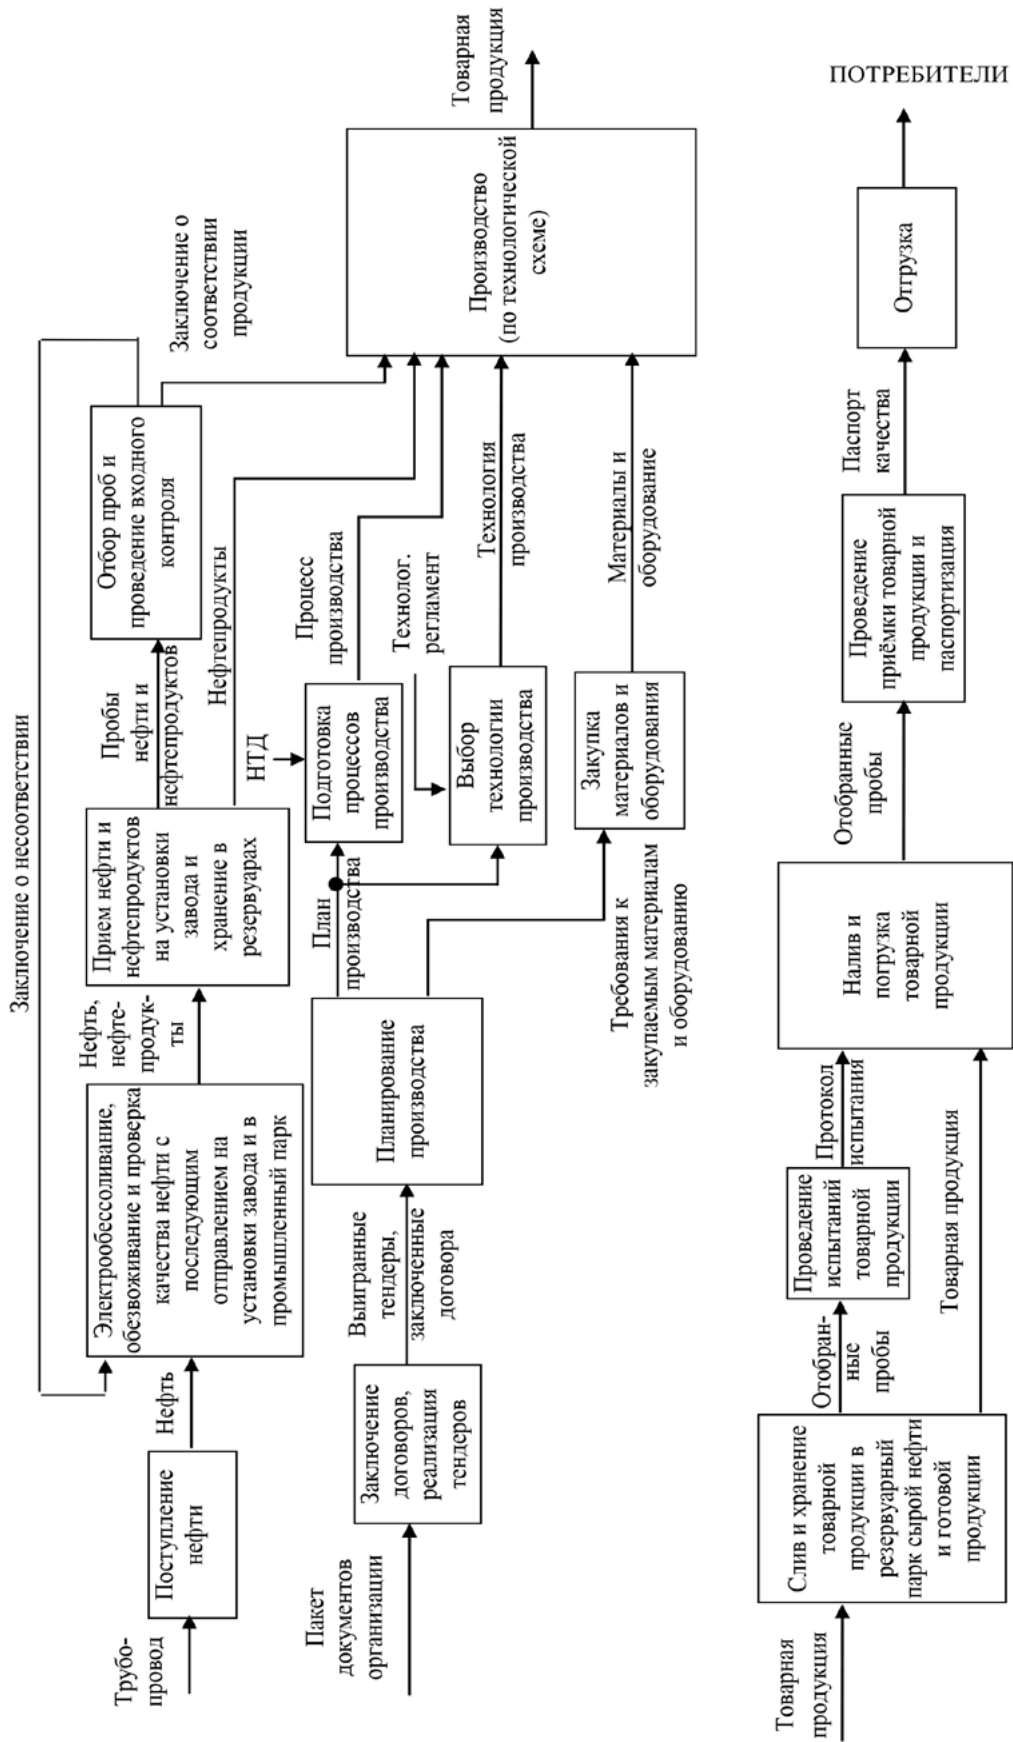 Заключение о несоответствии
Трубо-
провод
Поступление
нефти
Нефть
Электробессоливание,
обезвоживание и проверка
качества нефти с
последующим
отправлением на
установки завода и в
промышленный парк
Нефть,
нефте-
продук-
ты
Прием нефти и
нефтепродуктов
на установки
завода и
хранение в
резервуарах
Пробы
нефти и
нефтепродуктов
Отбор проб и
проведение входного
контроля
Заключение о
соответствии
продукции
Нефтепродукты
Пакет
документов
организации
Заключение
договоров,
реализация
тендеров
Выигранные
тендеры,
заключенные
договора
Планирование
производства
План
производства
НТД
Подготовка
процессов
производства
Процесс
производства
Технолог.
регламент
Выбор
технологии
производства
Технология
производства
Требования к
закупаемым материалам
и оборудованию
Закупка
материалов и
оборудования
Материалы и
оборудование
Производство
(по технологической
схеме)
Товарная
продукция
Товарная
продукция
Слив и хранение
товарной
продукции в
резервуарный
парк сырой нефти
и готовой
продукции
Отобран-
ные
пробы
Проведение
испытаний
товарной
продукции
Протокол
испытания
Товарная продукция
Налив и
погрузка
товарной
продукции
Отобранные
пробы
Проведение
приёмки товарной
продукции и
паспортизация
Паспорт
качества
Отгрузка
ПОТРЕБИТЕЛИ